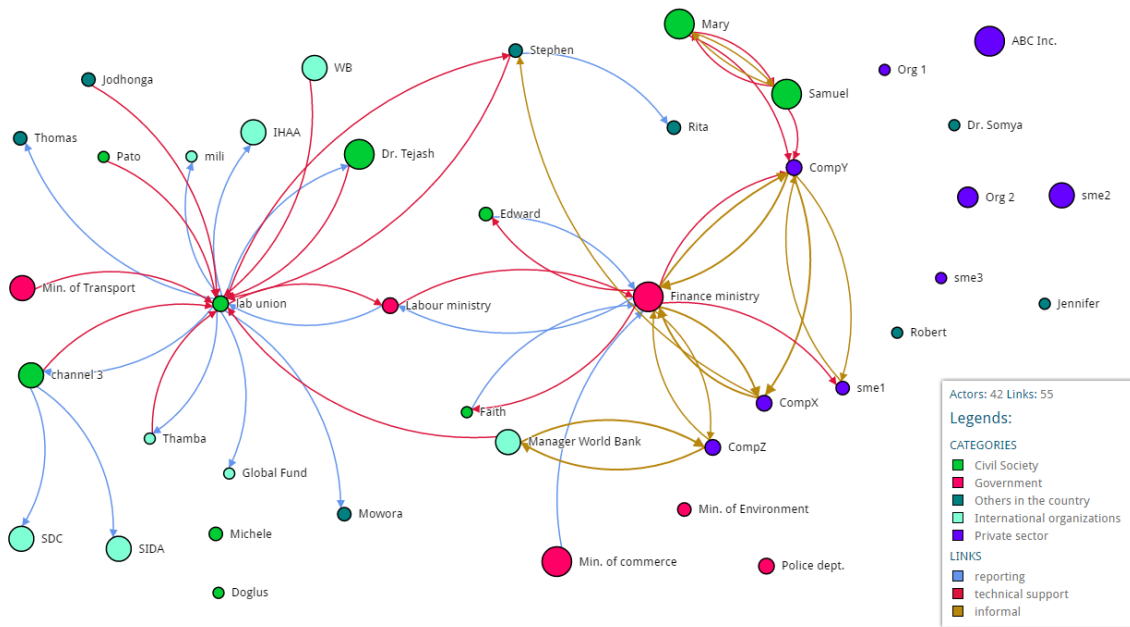 Mary
ABC Inc.
Stephen
WB
Org 1
Jodhonga
Samuel
Dr. Somya
Rita
IHAA
Thomas
Pato
mili
Dr. Tejash
CompY
Org 2
sme2
Edward
sme3
Min. of Transport
lab union
Labour ministry
Finance ministry
Jennifer
Robert
channel 3
sme1
CompX
Faith
Thamba
Manager World Bank
CompZ
Global Fund
Mowora
Min. of Environment
Michele
SDC
SIDA
Min. of commerce
Police dept.
Doglus
Actors: 42 Links: 55
Legends:
CATEGORIES
Civil Society
Government
Others in the country
International organizations
Private sector
LINKS
reporting
technical support
informal